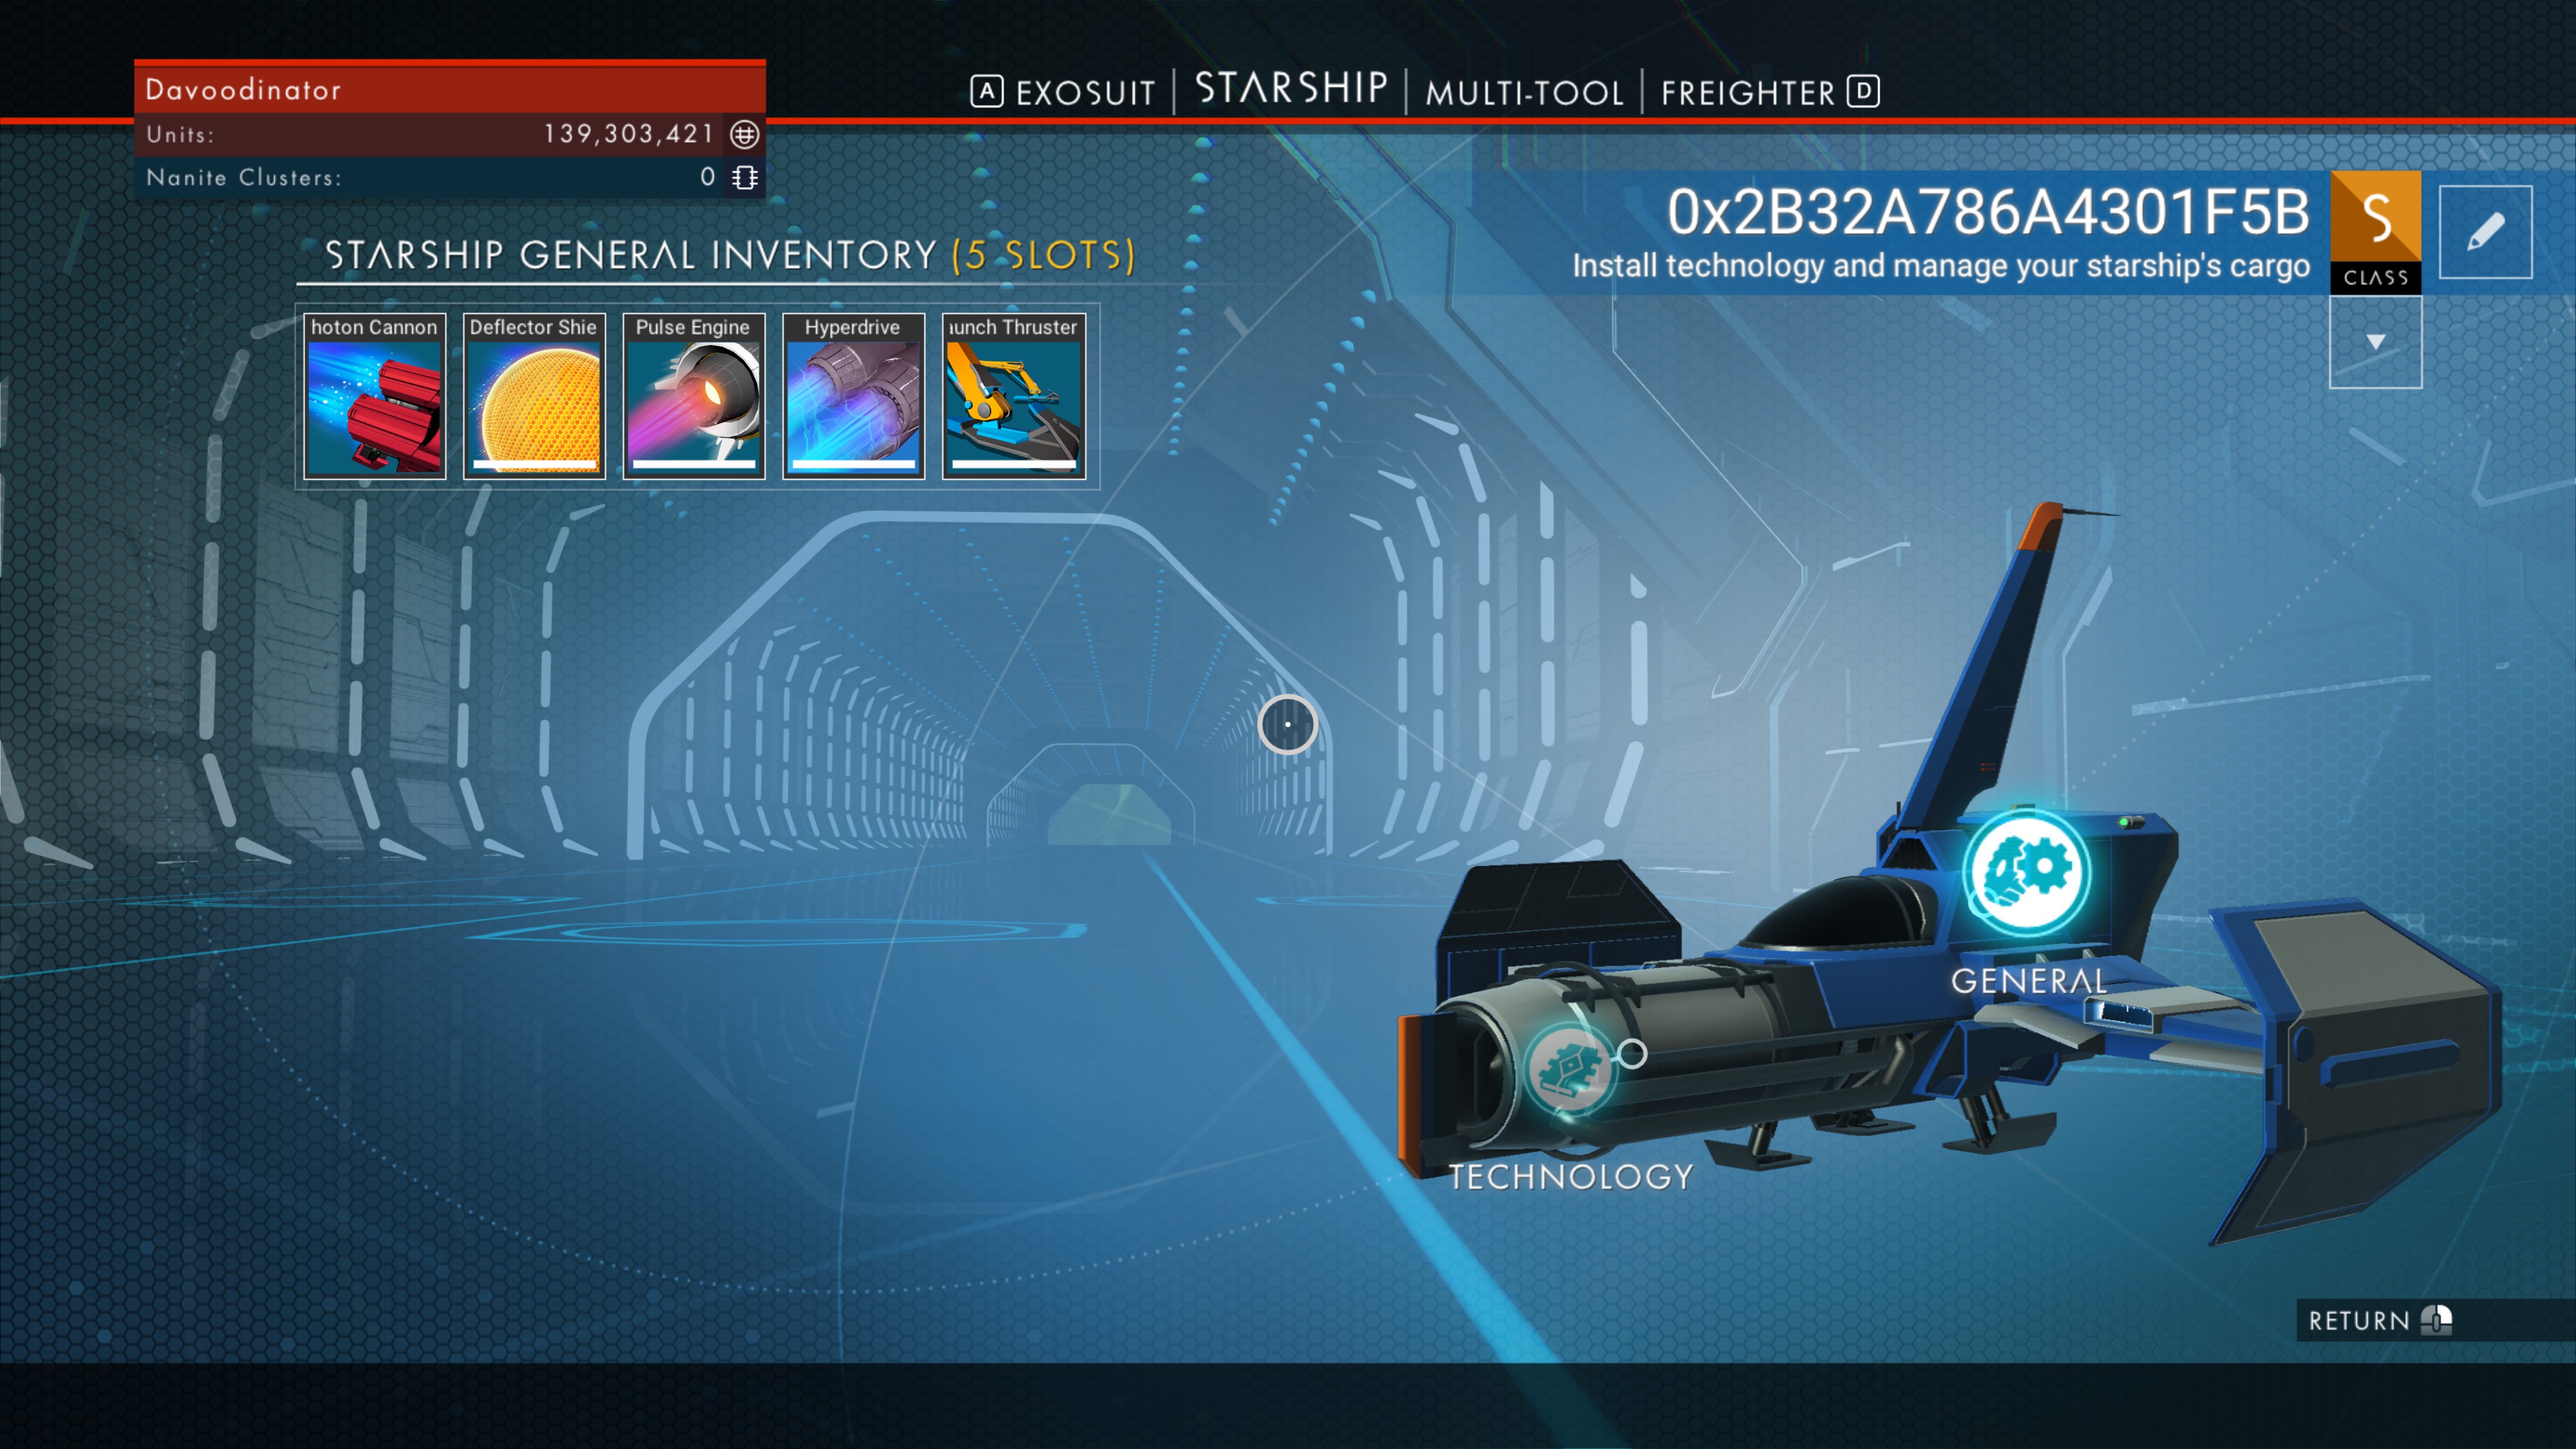 Davoodinator
Units: 139,303,421
Nanite Clusters: 0
A EXOSUIT STARSHIP MULTI-TOOL FREIGHTER D
0x2B32A786A4301F5B
Install technology and manage your starship's cargo
S
CLASS
STARSHIP GENERAL INVENTORY (5 SLOTS)
hoton Cannon Deflector Shie Pulse Engine Hyperdrive aunch Thruster
GENERAL
TECHNOLOGY
RETURN